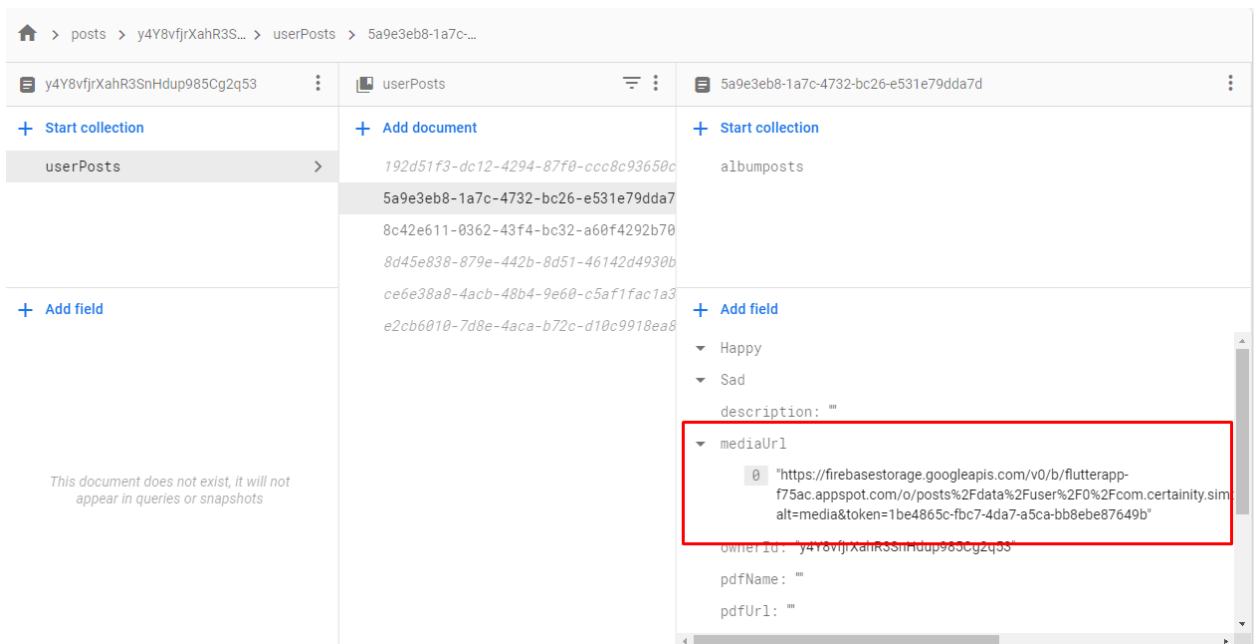 posts > y4Y8vfjrXahR3S... > userPosts > 5a9e3eb8-1a7c-...
y4Y8vfjrXahR3SnHdup985Cg2q53
+ Start collection
userPosts
+ Add field
This document does not exist, it will not
appear in queries or snapshots
userPosts
+ Add document
192d51f3-dc12-4294-87f0-ccc8c93650c
5a9e3eb8-1a7c-4732-bc26-e531e79dda7
8c42e611-0362-43f4-bc32-a60f4292b70
8d45e838-879e-442b-8d51-46142d4930b
ce6e38a8-4acb-48b4-9e60-c5af1fac1a3
e2cb6010-7d8e-4aca-b72c-d10c9918ea8
5a9e3eb8-1a7c-4732-bc26-e531e79dda7d
+ Start collection
albumposts
+ Add field
Happy
Sad
description: ""
mediaUrl
0 "https://firebasestorage.googleapis.com/v0/b/flutterapp-
f75ac.appspot.com/o/posts%2Fdata%2Fuser%2F0%2Fcom.certainity.sim
alt=media&token=1be4865c-fbc7-4da7-a5ca-bb8ebe87649b"
ownerId: "y4Y8vfjrXahR3SnHdup985Cg2q53"
pdfName: ""
pdfUrl: ""